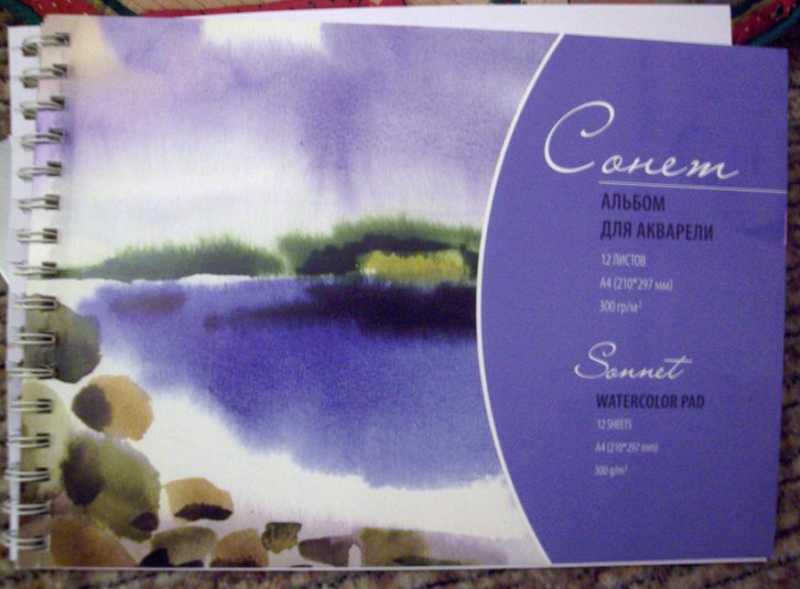 Сонет
АЛЬБОМ
ДЛЯ АКВАРЕЛИ
12 ЛИСТОВ
А4 (210*297 мм)
300 гр/м²
Sonnet
WATERCOLOR PAD
12 SHEETS
A4 (210*297 mm)
300 g/m²